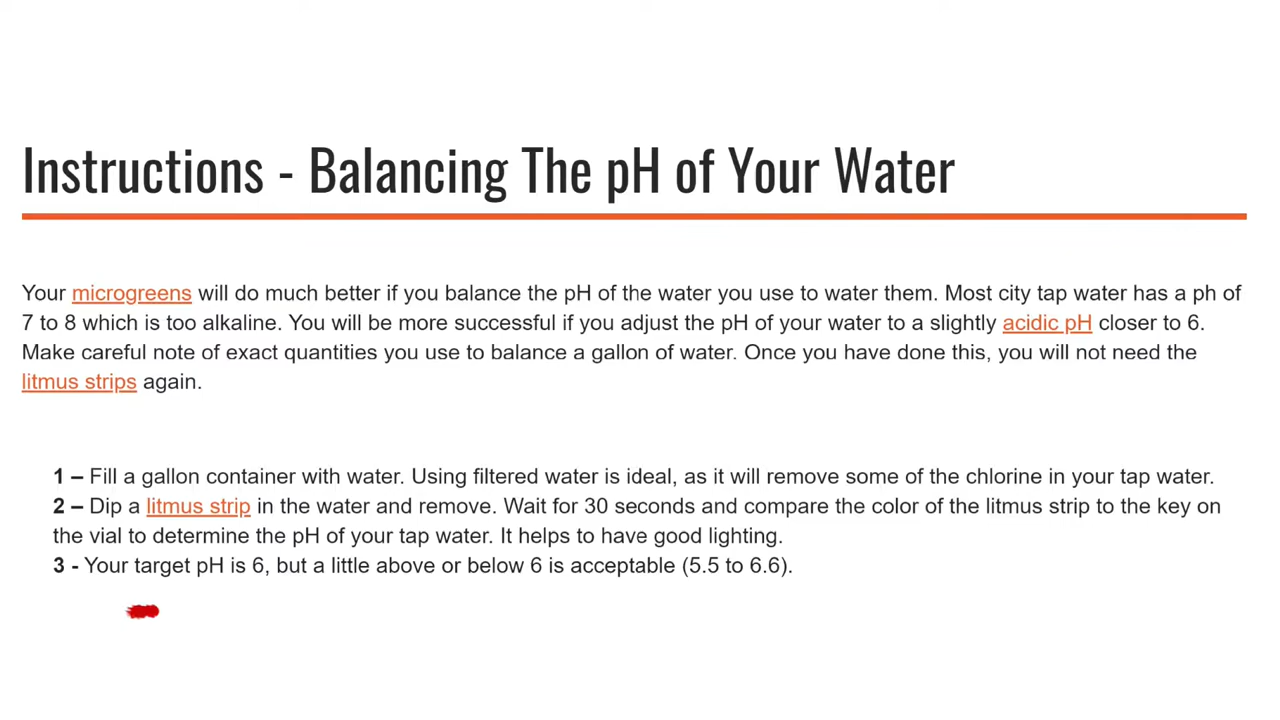 Instructions - Balancing The pH of Your Water
Your microgreens will do much better if you balance the pH of the water you use to water them. Most city tap water has a ph of
7 to 8 which is too alkaline. You will be more successful if you adjust the pH of your water to a slightly acidic pH closer to 6.
Make careful note of exact quantities you use to balance a gallon of water. Once you have done this, you will not need the
litmus strips again.
1 – Fill a gallon container with water. Using filtered water is ideal, as it will remove some of the chlorine in your tap water.
2 – Dip a litmus strip in the water and remove. Wait for 30 seconds and compare the color of the litmus strip to the key on
the vial to determine the pH of your tap water. It helps to have good lighting.
3 - Your target pH is 6, but a little above or below 6 is acceptable (5.5 to 6.6).